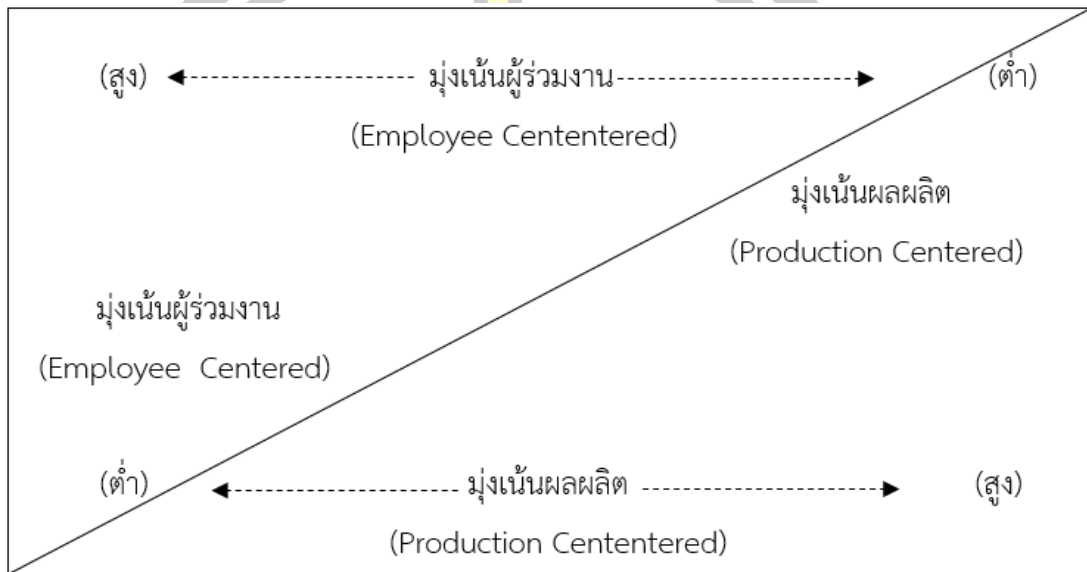 (สูง) มุ่งเน้นผู้ร่วมงาน (ต่ำ)
(Employee Cententered)
มุ่งเน้นผลผลิต
(Production Centered)
มุ่งเน้นผู้ร่วมงาน
(Employee Centered)
(ต่ำ) มุ่งเน้นผลผลิต (สูง)
(Production Cententered)